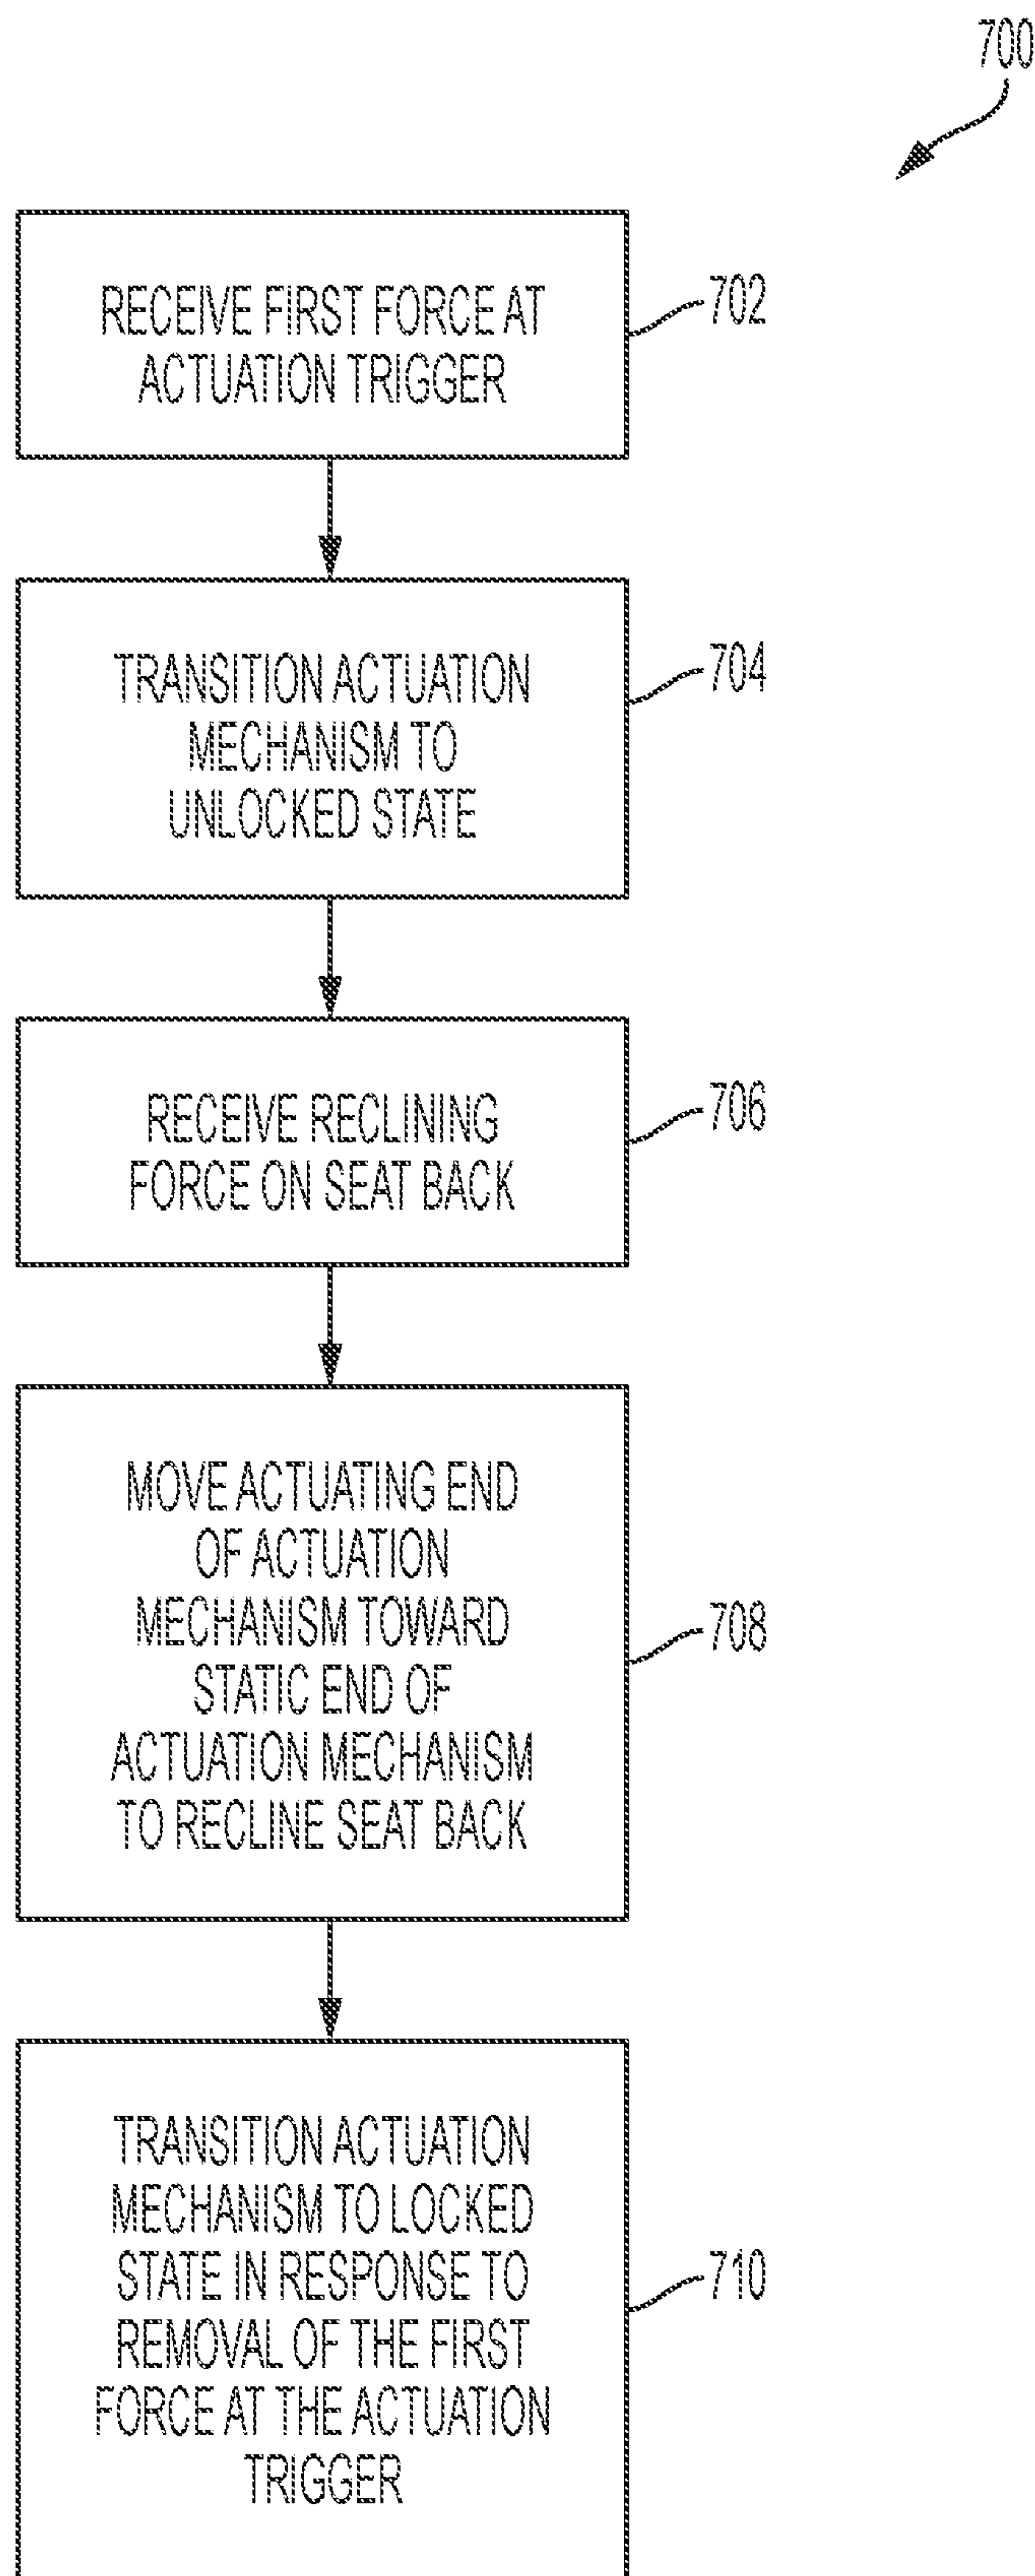 700
RECEIVE FIRST FORCE AT
ACTUATION TRIGGER
702
TRANSITION ACTUATION
MECHANISM TO
UNLOCKED STATE
704
RECEIVE RECLINING
FORCE ON SEAT BACK
706
MOVE ACTUATING END
OF ACTUATION
MECHANISM TOWARD
STATIC END OF
ACTUATION MECHANISM
TO RECLINE SEAT BACK
708
TRANSITION ACTUATION
MECHANISM TO LOCKED
STATE IN RESPONSE TO
REMOVAL OF THE FIRST
FORCE AT THE ACTUATION
TRIGGER
710